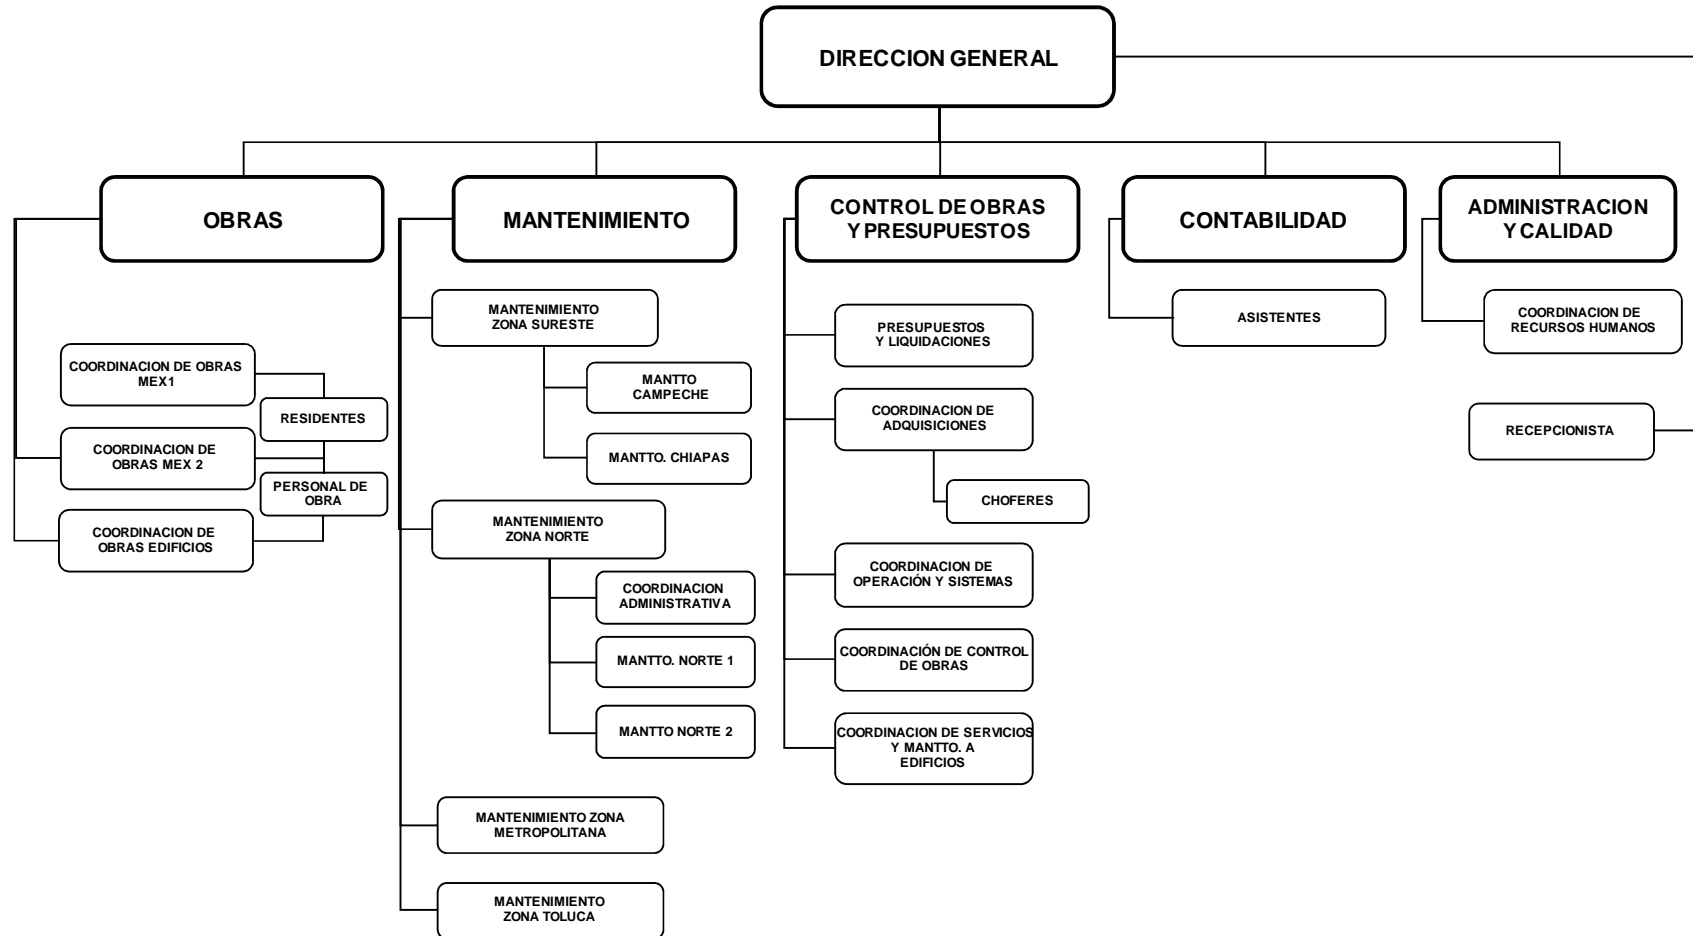 DIRECCION GENERAL
OBRAS
MANTENIMIENTO
CONTROL DE OBRAS
Y PRESUPUESTOS
CONTABILIDAD
ADMINISTRACION
Y CALIDAD
COORDINACION DE OBRAS
MEX1
RESIDENTES
COORDINACION DE
OBRAS MEX 2
PERSONAL DE
OBRA
COORDINACION DE
OBRAS EDIFICIOS
MANTENIMIENTO
ZONA SURESTE
MANTTO
CAMPECHE
MANTTO. CHIAPAS
MANTENIMIENTO
ZONA NORTE
COORDINACION
ADMINISTRATIVA
MANTTO. NORTE 1
MANTTO NORTE 2
MANTENIMIENTO ZONA
METROPOLITANA
MANTENIMIENTO
ZONA TOLUCA
PRESUPUESTOS
Y LIQUIDACIONES
COORDINACION DE
ADQUISICIONES
CHOFERES
COORDINACION DE
OPERACIÓN Y SISTEMAS
COORDINACIÓN DE CONTROL
DE OBRAS
COORDINACION DE SERVICIOS
Y MANTTO. A
EDIFICIOS
ASISTENTES
COORDINACION DE
RECURSOS HUMANOS
RECEPCIONISTA